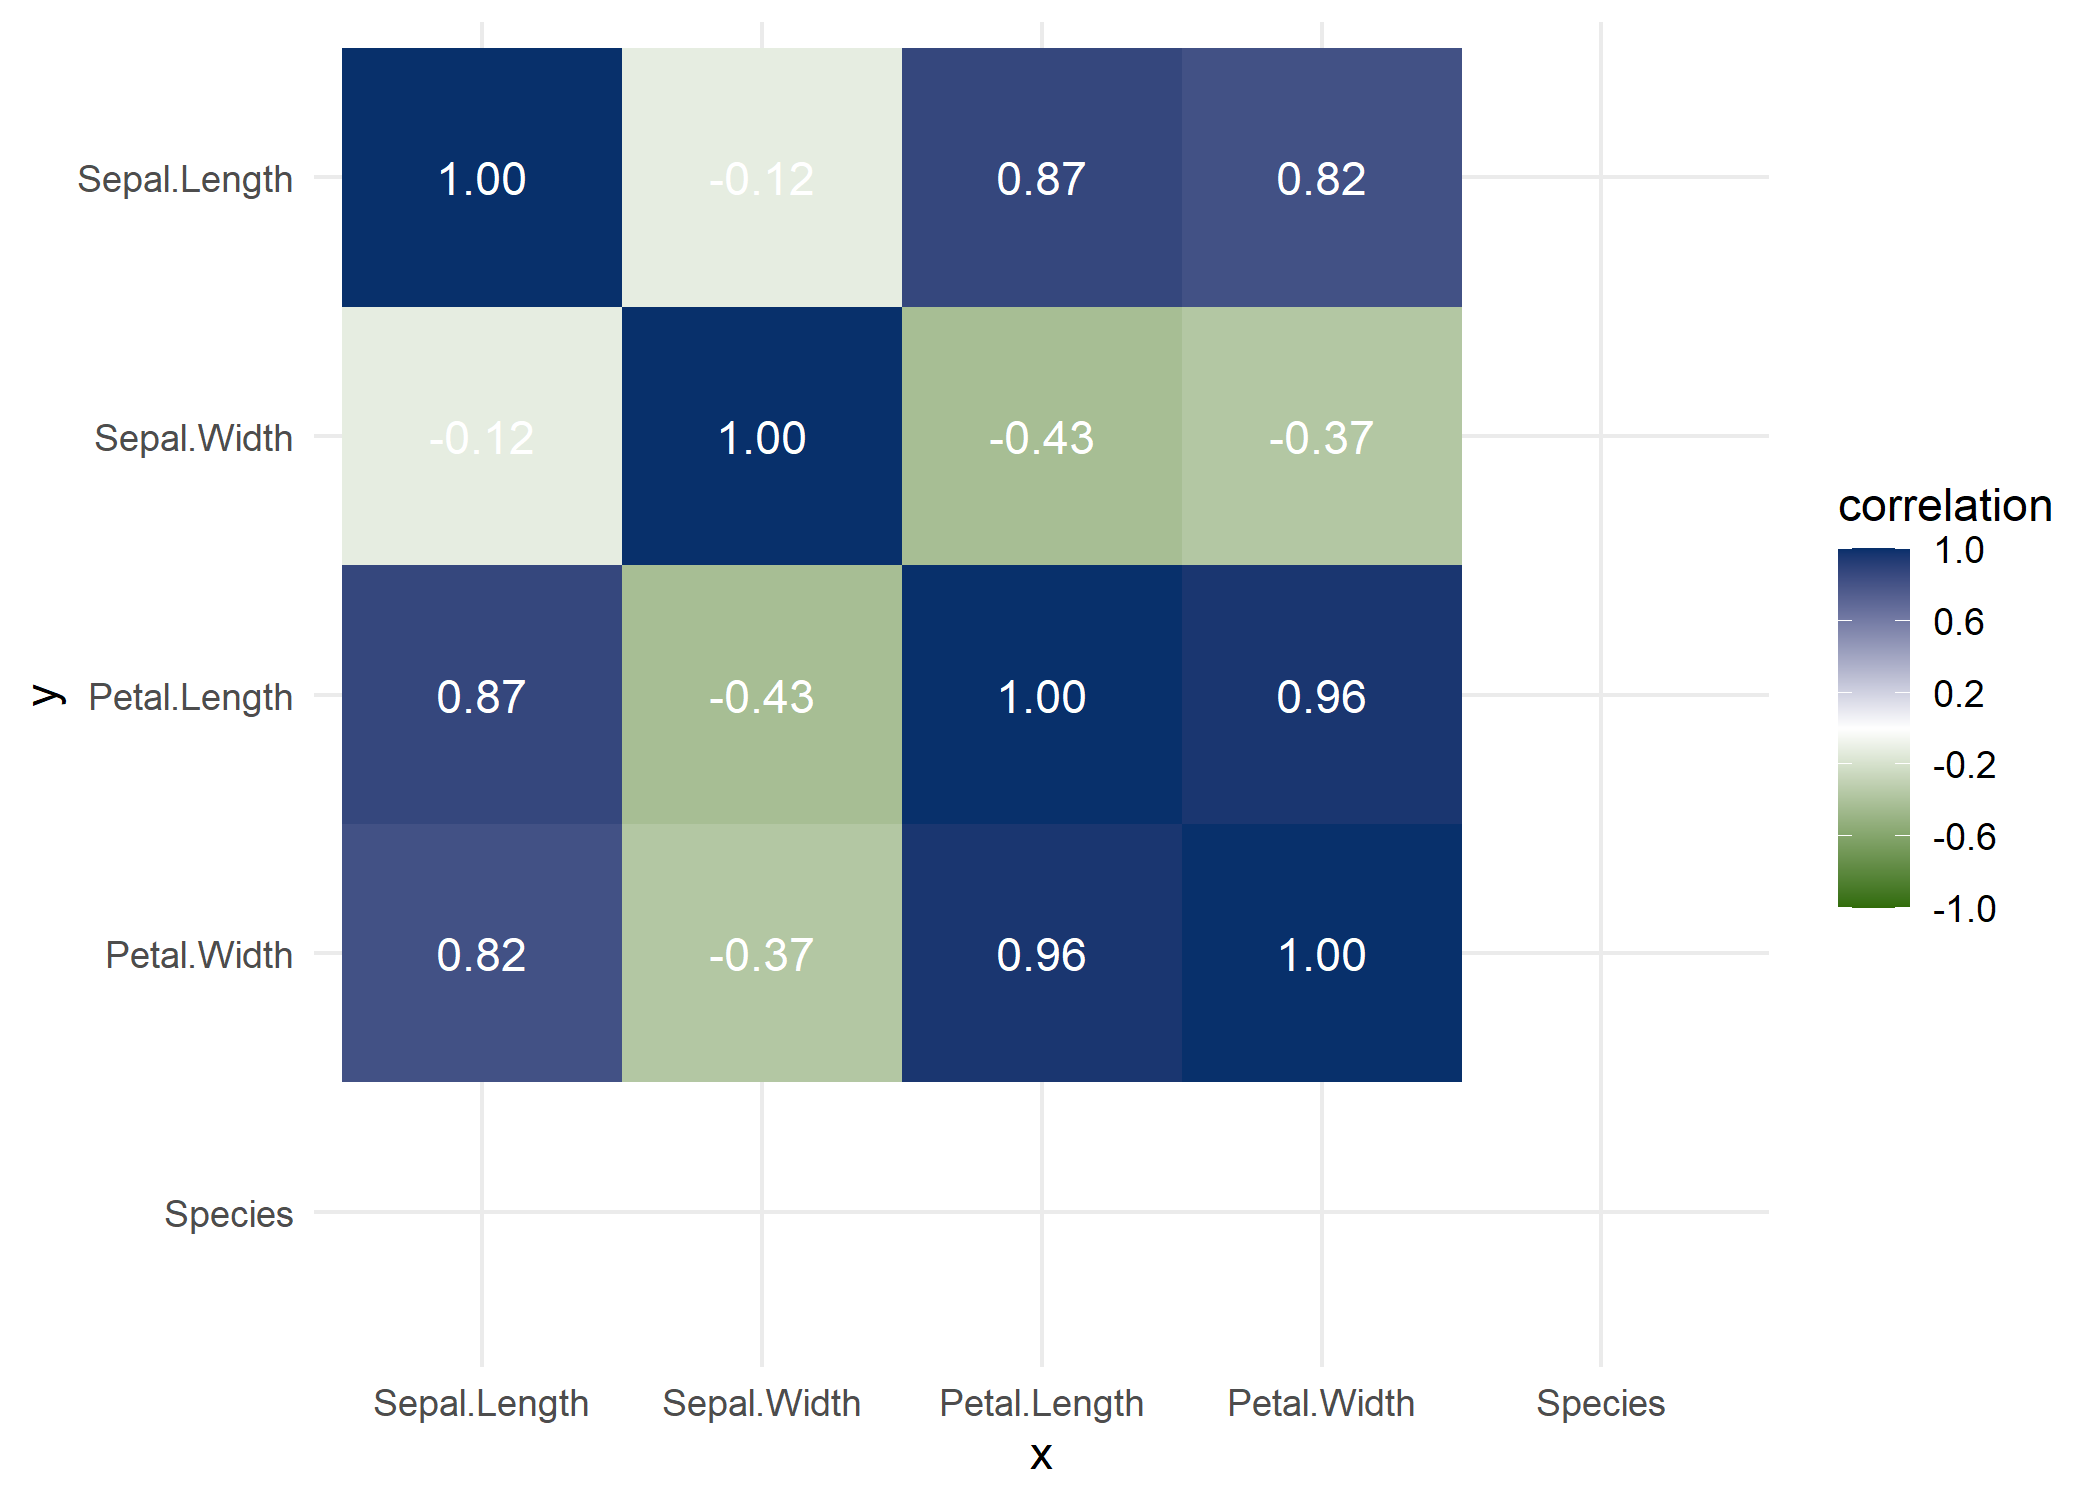 Sepal.Length 1.00 -0.12 0.87 0.82
Sepal.Width -0.12 1.00 -0.43 -0.37
y
Petal.Length 0.87 -0.43 1.00 0.96
Petal.Width 0.82 -0.37 0.96 1.00
Species
Sepal.Length Sepal.Width Petal.Length Petal.Width Species
x
correlation
1.0
0.6
0.2
-0.2
-0.6
-1.0